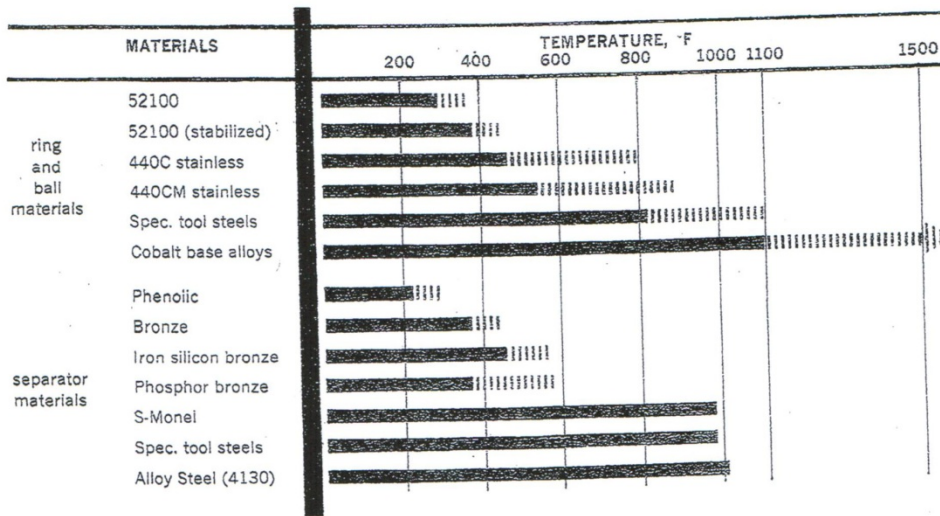 MATERIALS
TEMPERATURE, °F
200 400 600 800 1000 1100 1500
ring
and
ball
materials
52100
52100 (stabilized)
440C stainless
440CM stainless
Spec. tool steels
Cobalt base alloys
separator
materials
Phenolic
Bronze
Iron silicon bronze
Phosphor bronze
S-Monel
Spec. tool steels
Alloy Steel (4130)